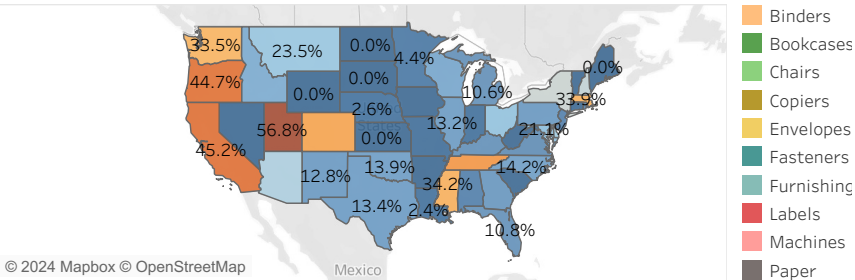 33.5%
23.5%
0.0%
4.4%
0.0%
44.7%
0.0%
0.0%
10.6%
33.9%
2.6%
56.8%
0.0%
13.2%
21.1%
45.2%
12.8%
13.9%
14.2%
34.2%
13.4%
2.4%
10.8%
Mexico
© 2024 Mapbox © OpenStreetMap
Binders
Bookcases
Chairs
Copiers
Envelopes
Fasteners
Furnishing
Labels
Machines
Paper